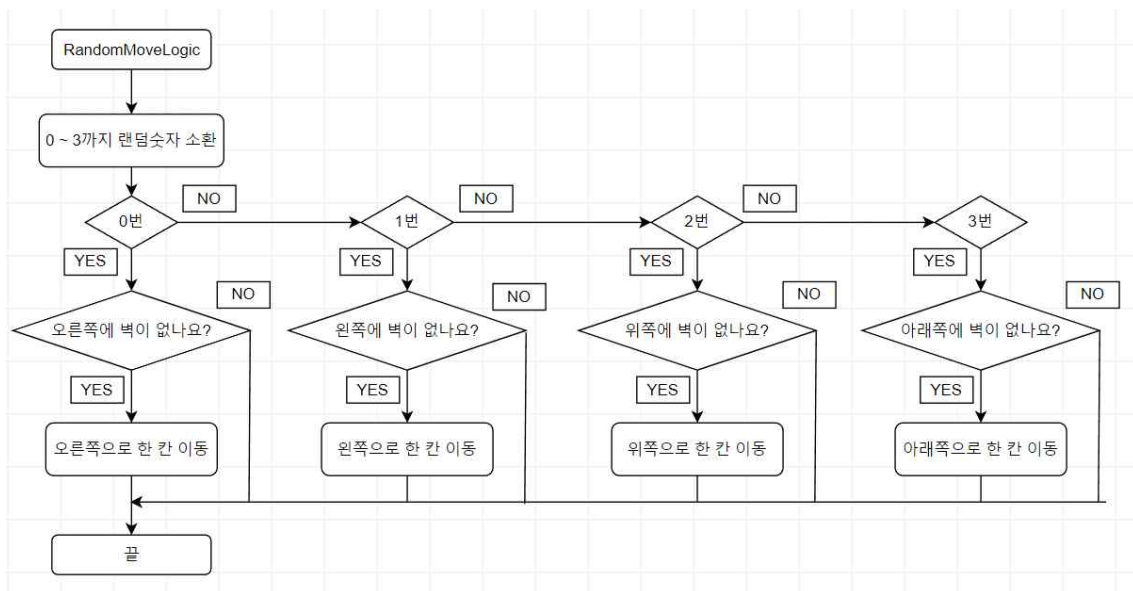 RandomMoveLogic
0 ~ 3까지 랜덤숫자 소환
NO
NO
NO
0번
1번
2번
3번
YES
YES
YES
YES
NO
NO
NO
NO
오른쪽에 벽이 없나요?
왼쪽에 벽이 없나요?
위쪽에 벽이 없나요?
아래쪽에 벽이 없나요?
YES
YES
YES
YES
오른쪽으로 한 칸 이동
왼쪽으로 한 칸 이동
위쪽으로 한 칸 이동
아래쪽으로 한 칸 이동
끝